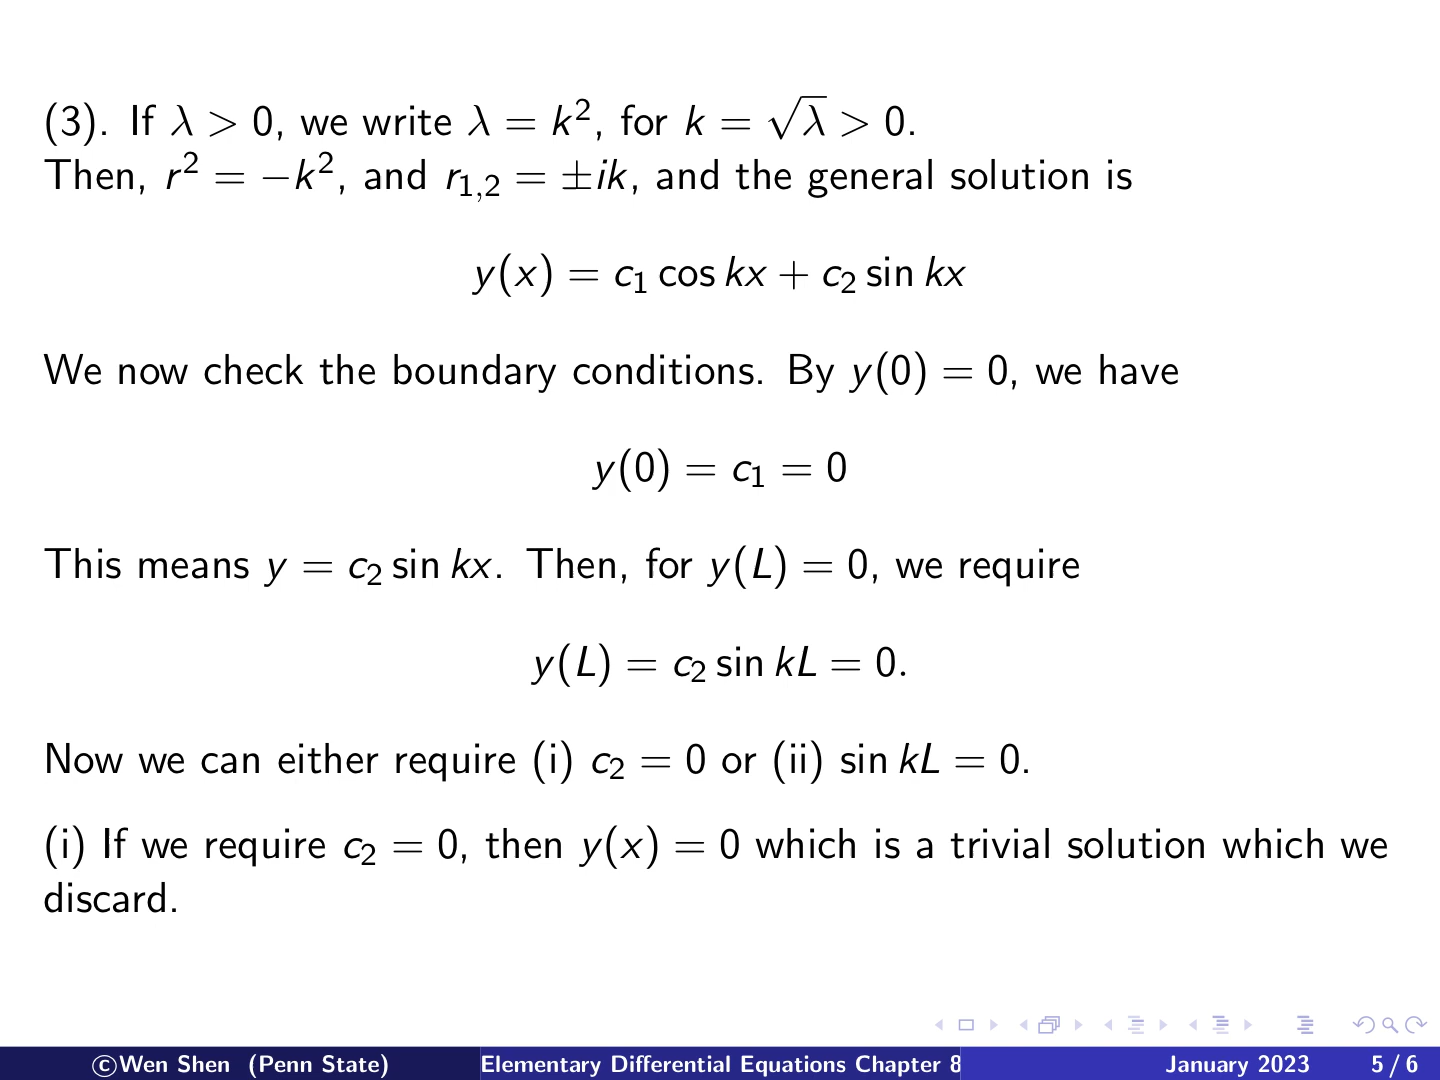 (3). If λ > 0, we write λ = k², for k = √λ > 0.
Then, r² = −k², and r₁,₂ = ±ik, and the general solution is
y(x) = c₁ cos kx + c₂ sin kx
We now check the boundary conditions. By y(0) = 0, we have
y(0) = c₁ = 0
This means y = c₂ sin kx. Then, for y(L) = 0, we require
y(L) = c₂ sin kL = 0.
Now we can either require (i) c₂ = 0 or (ii) sin kL = 0.
(i) If we require c₂ = 0, then y(x) = 0 which is a trivial solution which we
discard.
©Wen Shen (Penn State) Elementary Differential Equations Chapter 8 January 2023 5 / 6